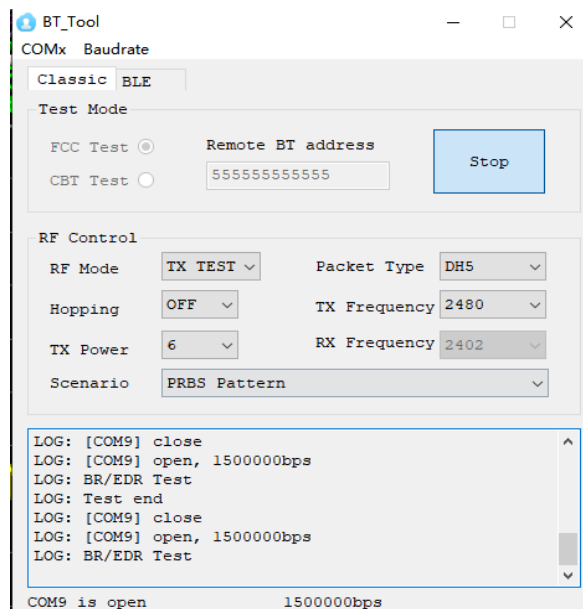 BT_Tool
COMx Baudrate
Classic BLE
Test Mode
FCC Test Remote BT address
CBT Test 555555555555
Stop
RF Control
RF Mode TX TEST Packet Type DH5
Hopping OFF TX Frequency 2480
TX Power 6 RX Frequency 2402
Scenario PRBS Pattern
LOG: [COM9] close
LOG: [COM9] open, 1500000bps
LOG: BR/EDR Test
LOG: Test end
LOG: [COM9] close
LOG: [COM9] open, 1500000bps
LOG: BR/EDR Test
COM9 is open 1500000bps